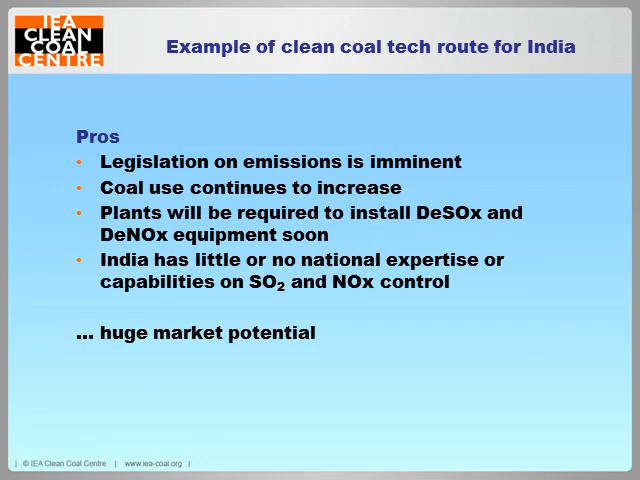 IEA
CLEAN
COAL
CENTRE
Example of clean coal tech route for India
Pros
• Legislation on emissions is imminent
• Coal use continues to increase
• Plants will be required to install DeSOx and
DeNOx equipment soon
• India has little or no national expertise or
capabilities on SO₂ and NOx control
… huge market potential
| © IEA Clean Coal Centre | www.iea-coal.org |